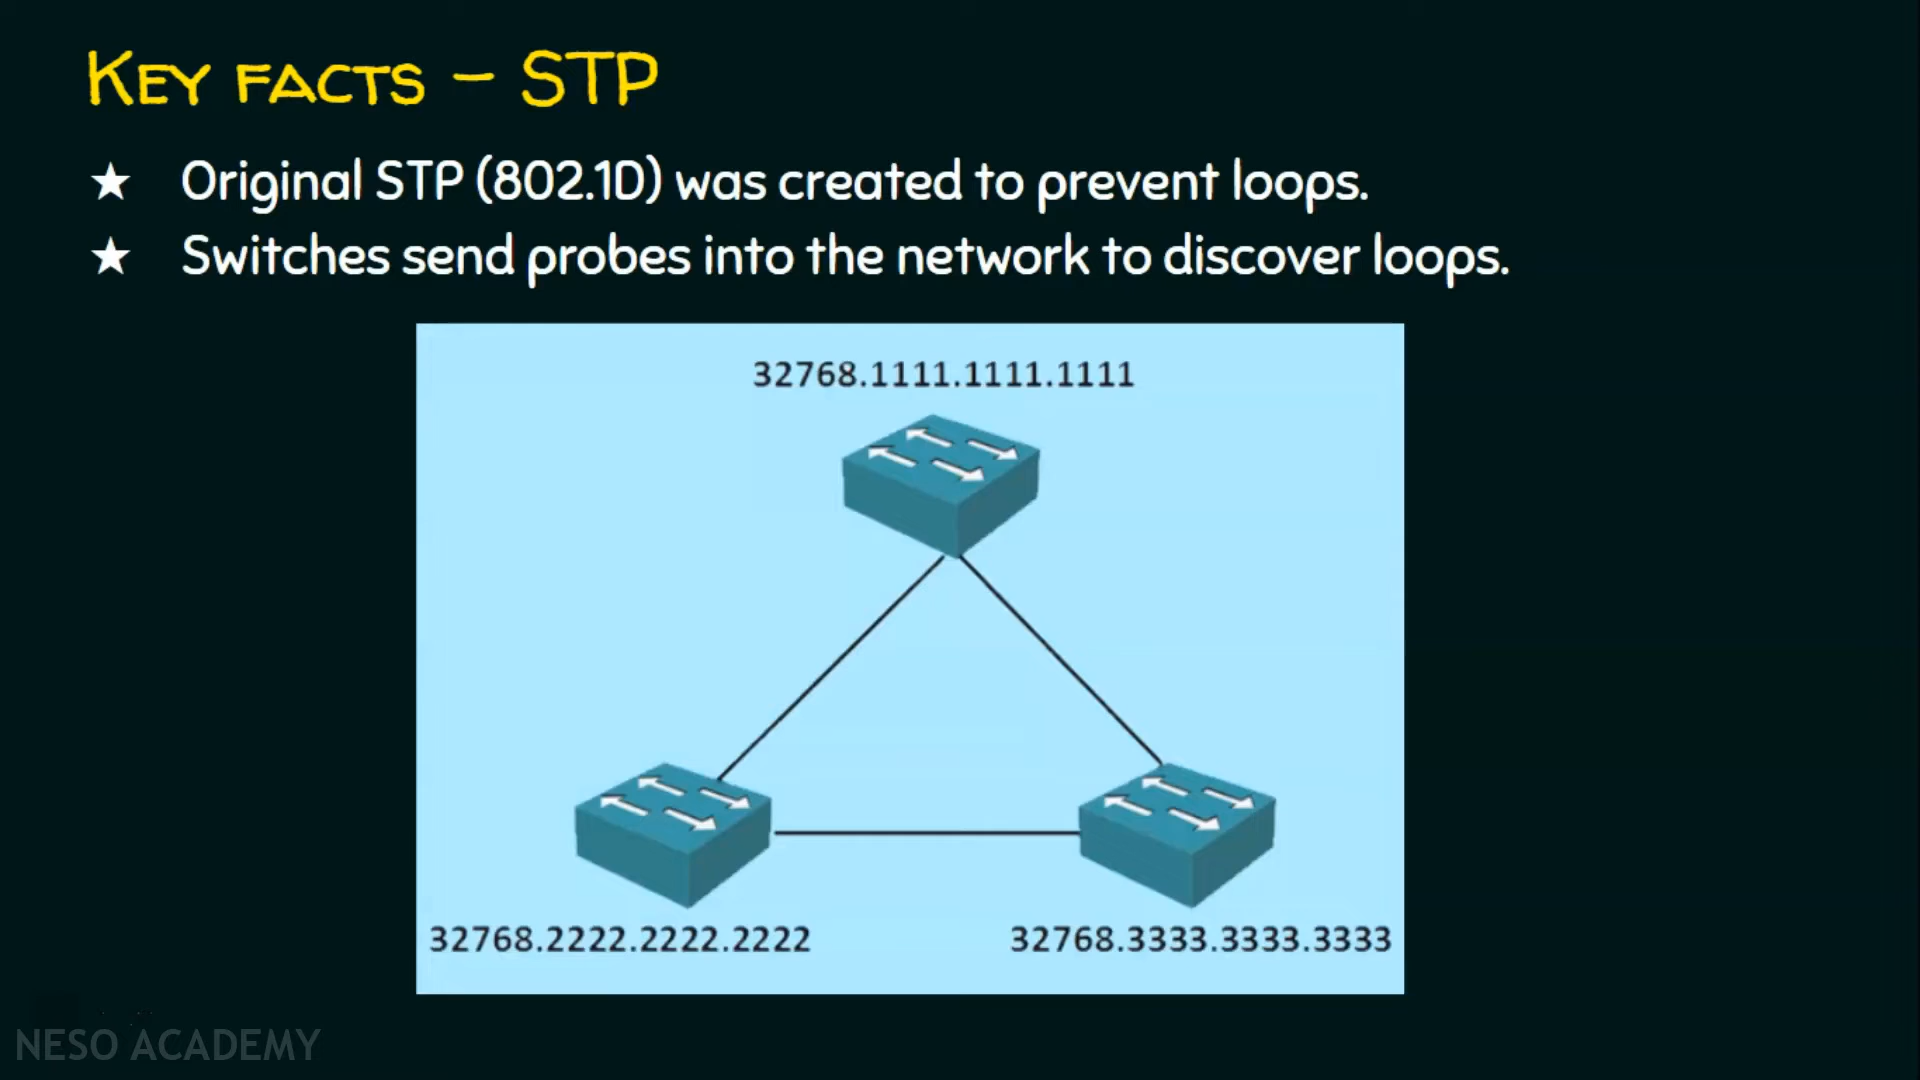 KEY FACTS – STP
★ Original STP (802.1D) was created to prevent loops.
★ Switches send probes into the network to discover loops.
32768.1111.1111.1111
32768.2222.2222.2222 32768.3333.3333.3333
NESO ACADEMY